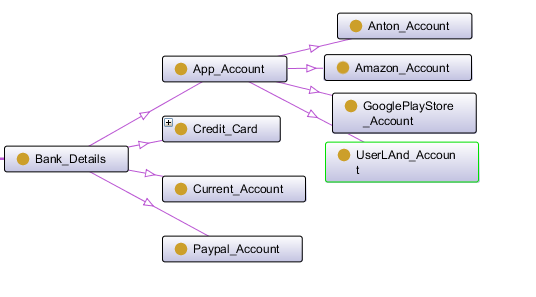 Anton_Account
App_Account
Amazon_Account
GooglePlayStore
_Account
Credit_Card
Bank_Details
UserLAnd_Accoun
t
Current_Account
Paypal_Account